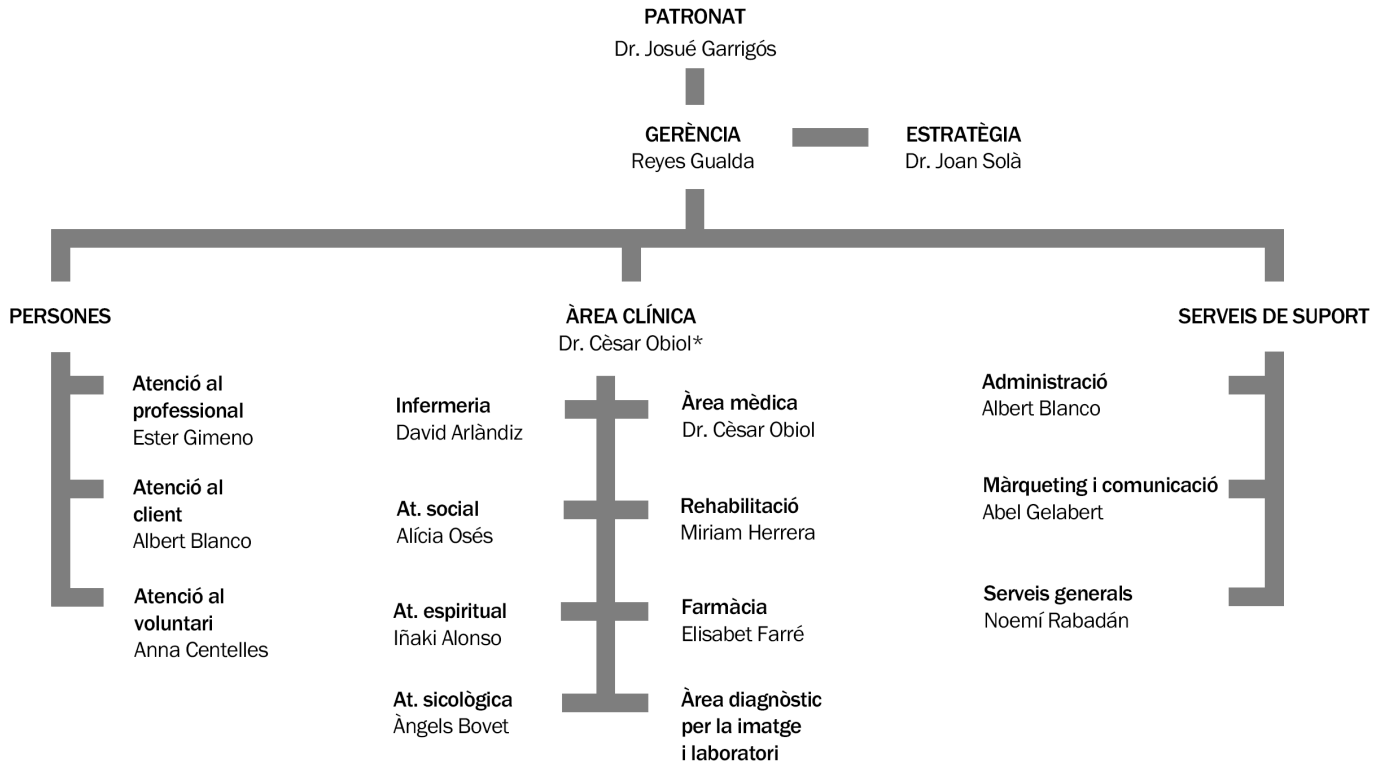 PATRONAT
Dr. Josué Garrigós
GERÈNCIA
Reyes Gualda
ESTRATÈGIA
Dr. Joan Solà
PERSONES
Atenció al
professional
Ester Gimeno
Atenció al
client
Albert Blanco
Atenció al
voluntari
Anna Centelles
ÀREA CLÍNICA
Dr. Cèsar Obiol*
Infermeria
David Arlàndiz
At. social
Alícia Osés
At. espiritual
Iñaki Alonso
At. sicològica
Àngels Bovet
Àrea mèdica
Dr. Cèsar Obiol
Rehabilitació
Miriam Herrera
Farmàcia
Elisabet Farré
Àrea diagnòstic
per la imatge
i laboratori
SERVEIS DE SUPORT
Administració
Albert Blanco
Màrqueting i comunicació
Abel Gelabert
Serveis generals
Noemí Rabadán